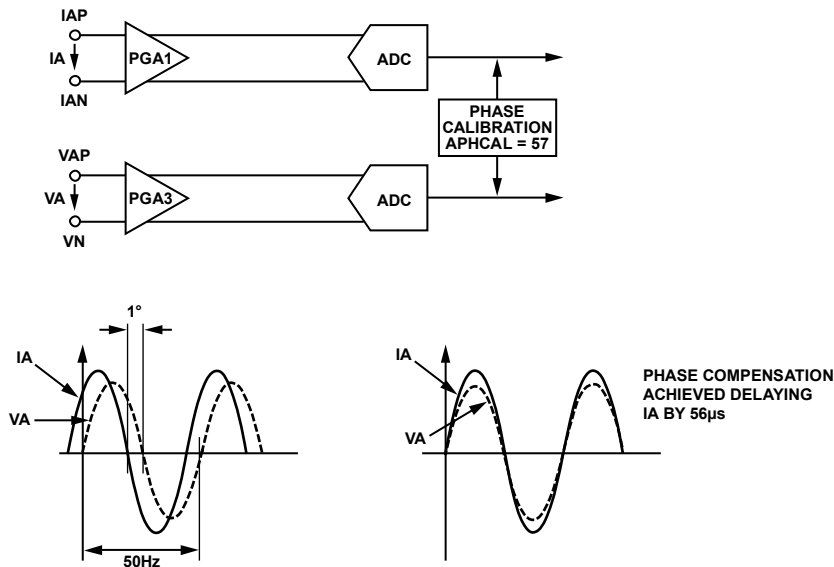 IAP
IA
IAN
PGA1
ADC
PHASE
CALIBRATION
APHCAL = 57
VAP
VA
VN
PGA3
ADC
1°
IA
VA
50Hz
IA
VA
PHASE COMPENSATION
ACHIEVED DELAYING
IA BY 56µs